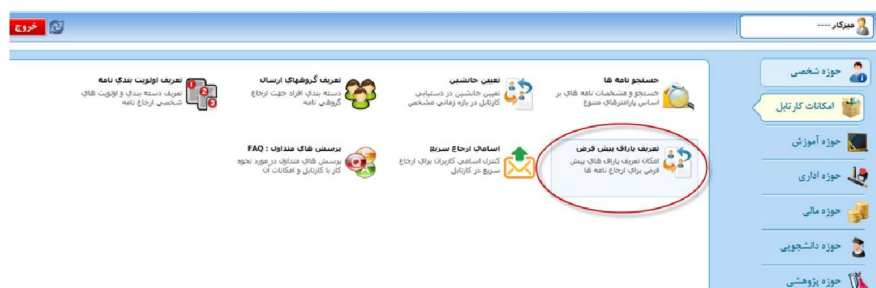 خروج
میزکار ----
حوزه شخصی
امکانات کارتابل
حوزه آموزش
حوزه اداری
حوزه مالی
حوزه دانشجویی
حوزه پژوهشی
جستجو نامه ها
جستجو و مشخصات نامه های بر
اساس پارامترهای متنوع
تعیین جانشین
تعیین جانشین در دستیابی
کارتابل در بازه زمانی مشخص
تعریف گروههای ارسال
دسته بندی افراد جهت ارجاع
گروهی نامه
تعریف اولویت بندی نامه
تعریف دسته بندی و اولویت های
شخصی ارجاع نامه
تعریف پاراف پیش فرض
امکان تعریف پاراف های پیش
فرض برای ارجاع نامه ها
اسامی ارجاع سریع
کنترل اسامی کاربران برای ارجاع
سریع در کارتابل
پرسش های متداول : FAQ
پرسش های متداول در مورد نحوه
کار با کارتابل و امکانات آن